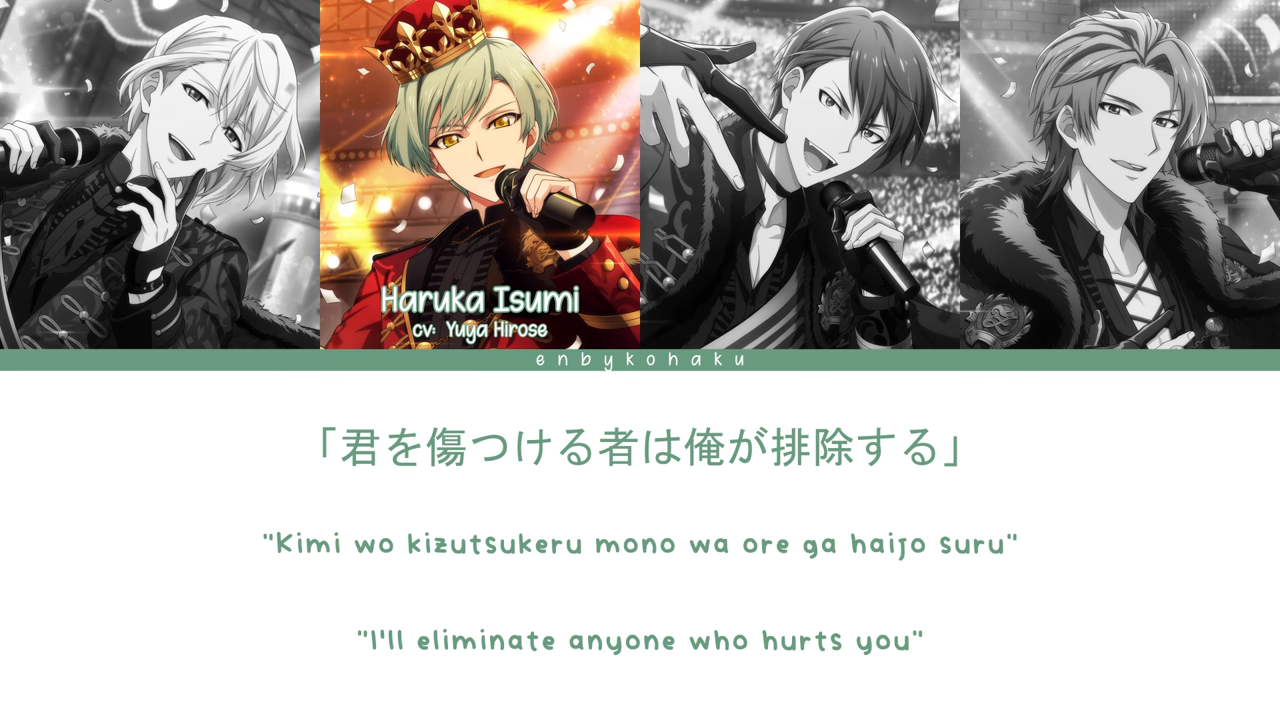 Haruka Isumi
cv: Yuya Hirose
enbykohaku
「君を傷つける者は俺が排除する」
"Kimi wo kizutsukeru mono wa ore ga haijo suru"
"I'll eliminate anyone who hurts you"